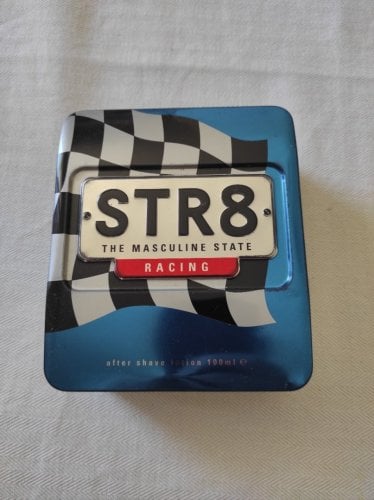 STR8
THE MASCULINE STATE
RACING
after shave lotion 100ml ℮